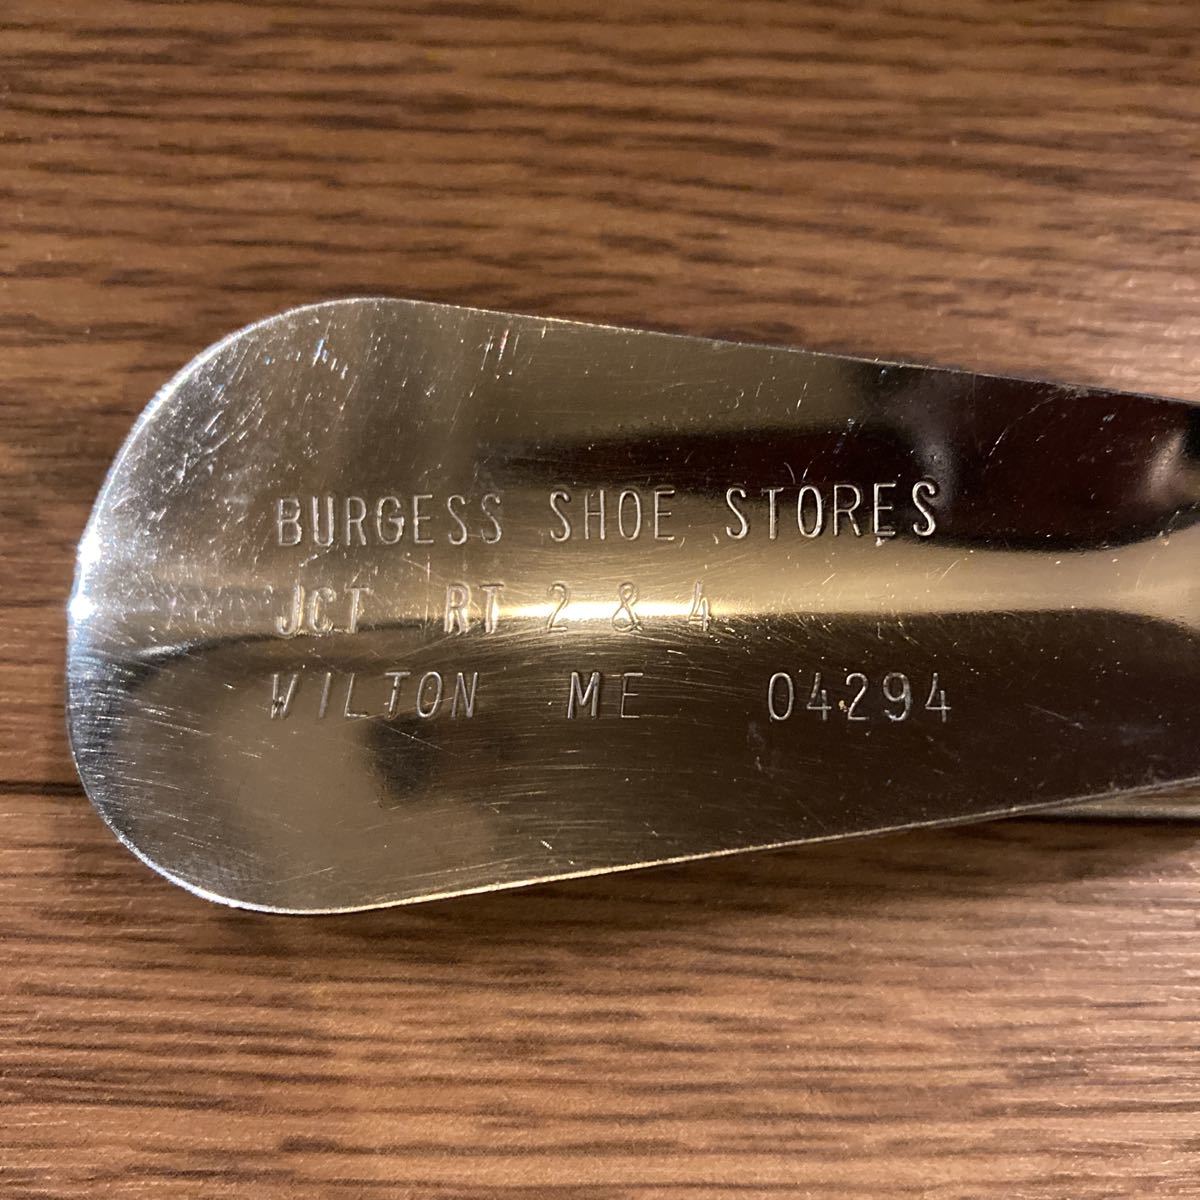 BURGESS SHOE STORES
JCT RT 2 & 4
WILTON ME 04294